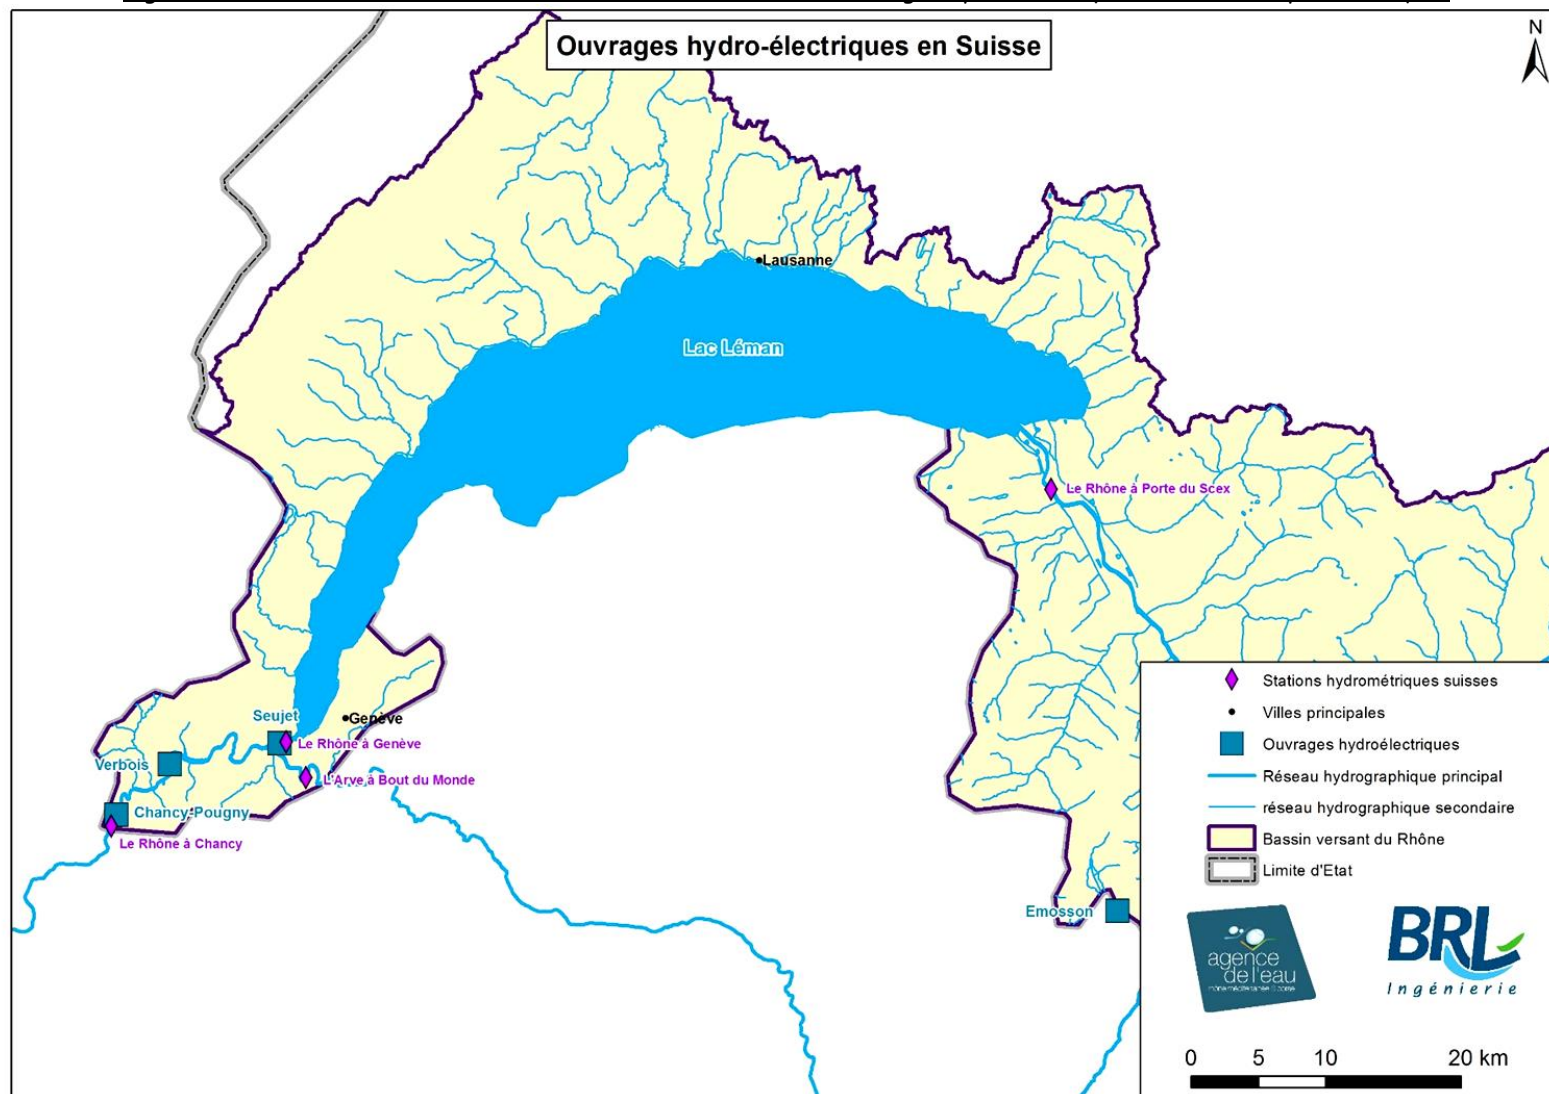 Ouvrages hydro-électriques en Suisse
N
Lausanne
Lac Léman
Le Rhône à Porte du Scex
Seujet
Genève
Le Rhône à Genève
Verbois
L'Arve à Bout du Monde
Chancy-Pougny
Le Rhône à Chancy
Emosson
Stations hydrométriques suisses
Villes principales
Ouvrages hydroélectriques
Réseau hydrographique principal
réseau hydrographique secondaire
Bassin versant du Rhône
Limite d'Etat
agence
de l'eau
rhône méditerranée & corse
BRL
Ingénierie
0 5 10 20 km